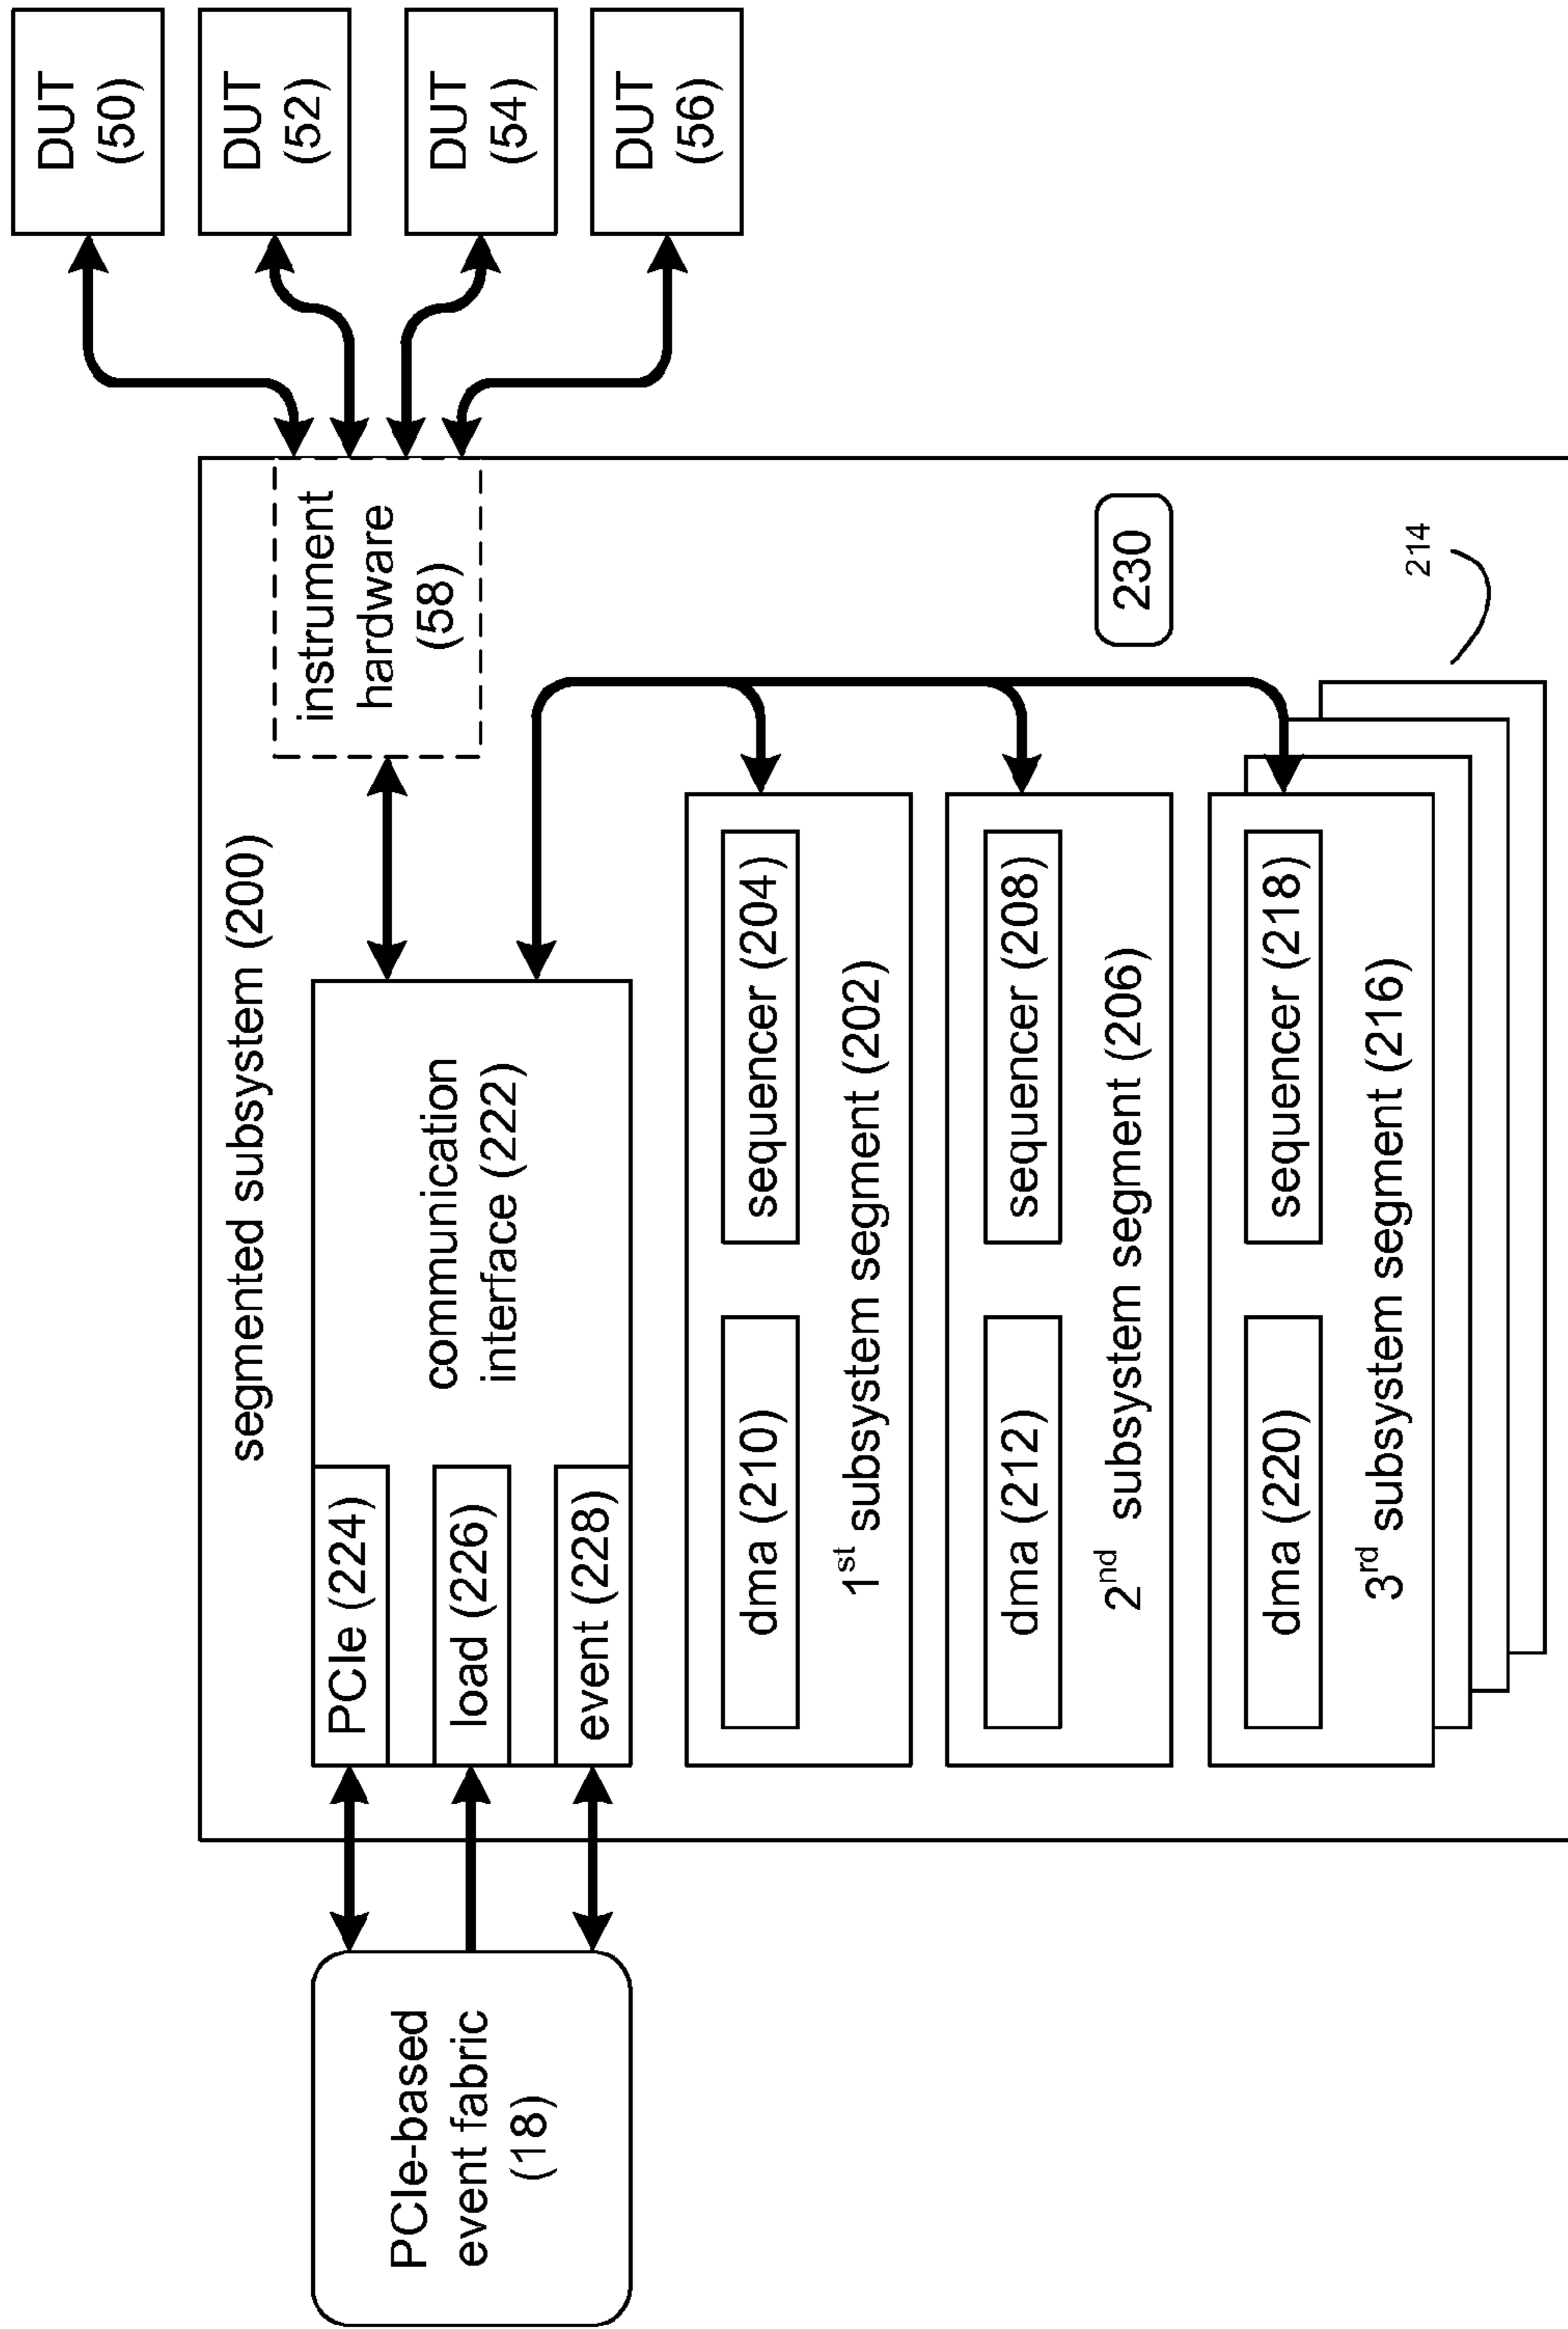 segmented subsystem (200)
PCIe-based
event fabric
(18)
PCIe (224)
load (226)
event (228)
communication
interface (222)
instrument
hardware
(58)
DUT
(50)
DUT
(52)
DUT
(54)
DUT
(56)
dma (210)
sequencer (204)
1st subsystem segment (202)
dma (212)
sequencer (208)
2nd subsystem segment (206)
dma (220)
sequencer (218)
3rd subsystem segment (216)
230
214